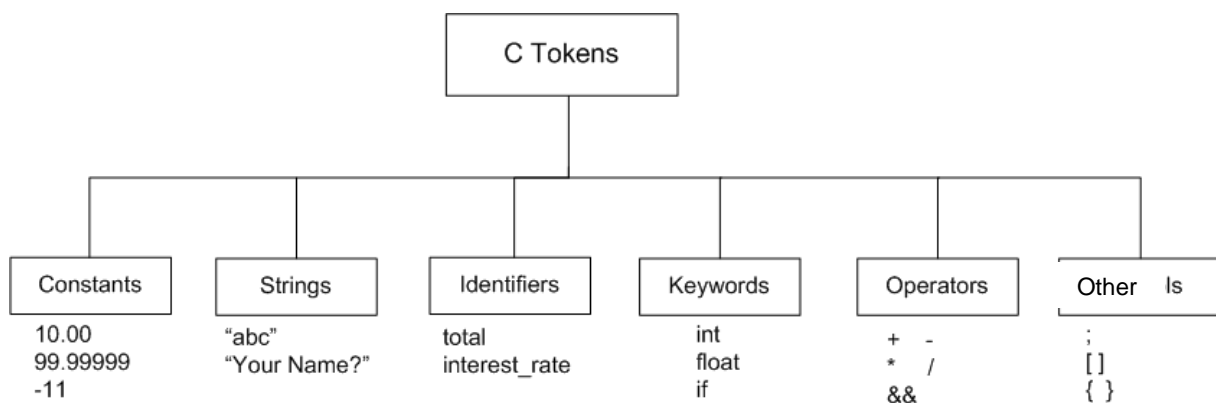 C Tokens
Constants
Strings
Identifiers
Keywords
Operators
Other ls
10.00
99.99999
-11
“abc”
“Your Name?”
total
interest_rate
int
float
if
+ -
* /
&&
;
[ ]
{ }